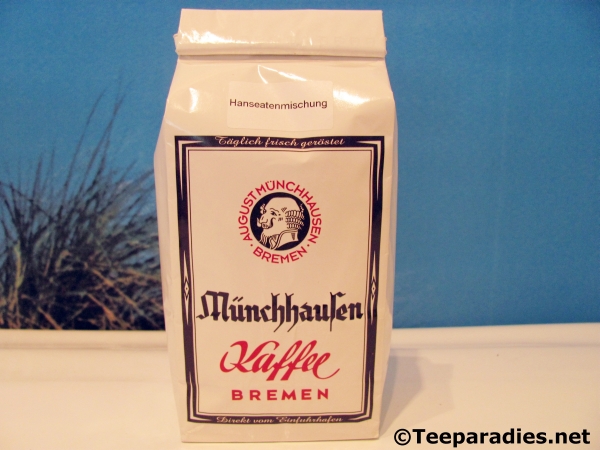 Hanseatenmischung
Täglich frisch geröstet
· AUGUST MÜNCHHAUSEN · BREMEN
Münchhausen
Kaffee
BREMEN
Direkt vom Einfuhrhafen
©Teeparadies.net